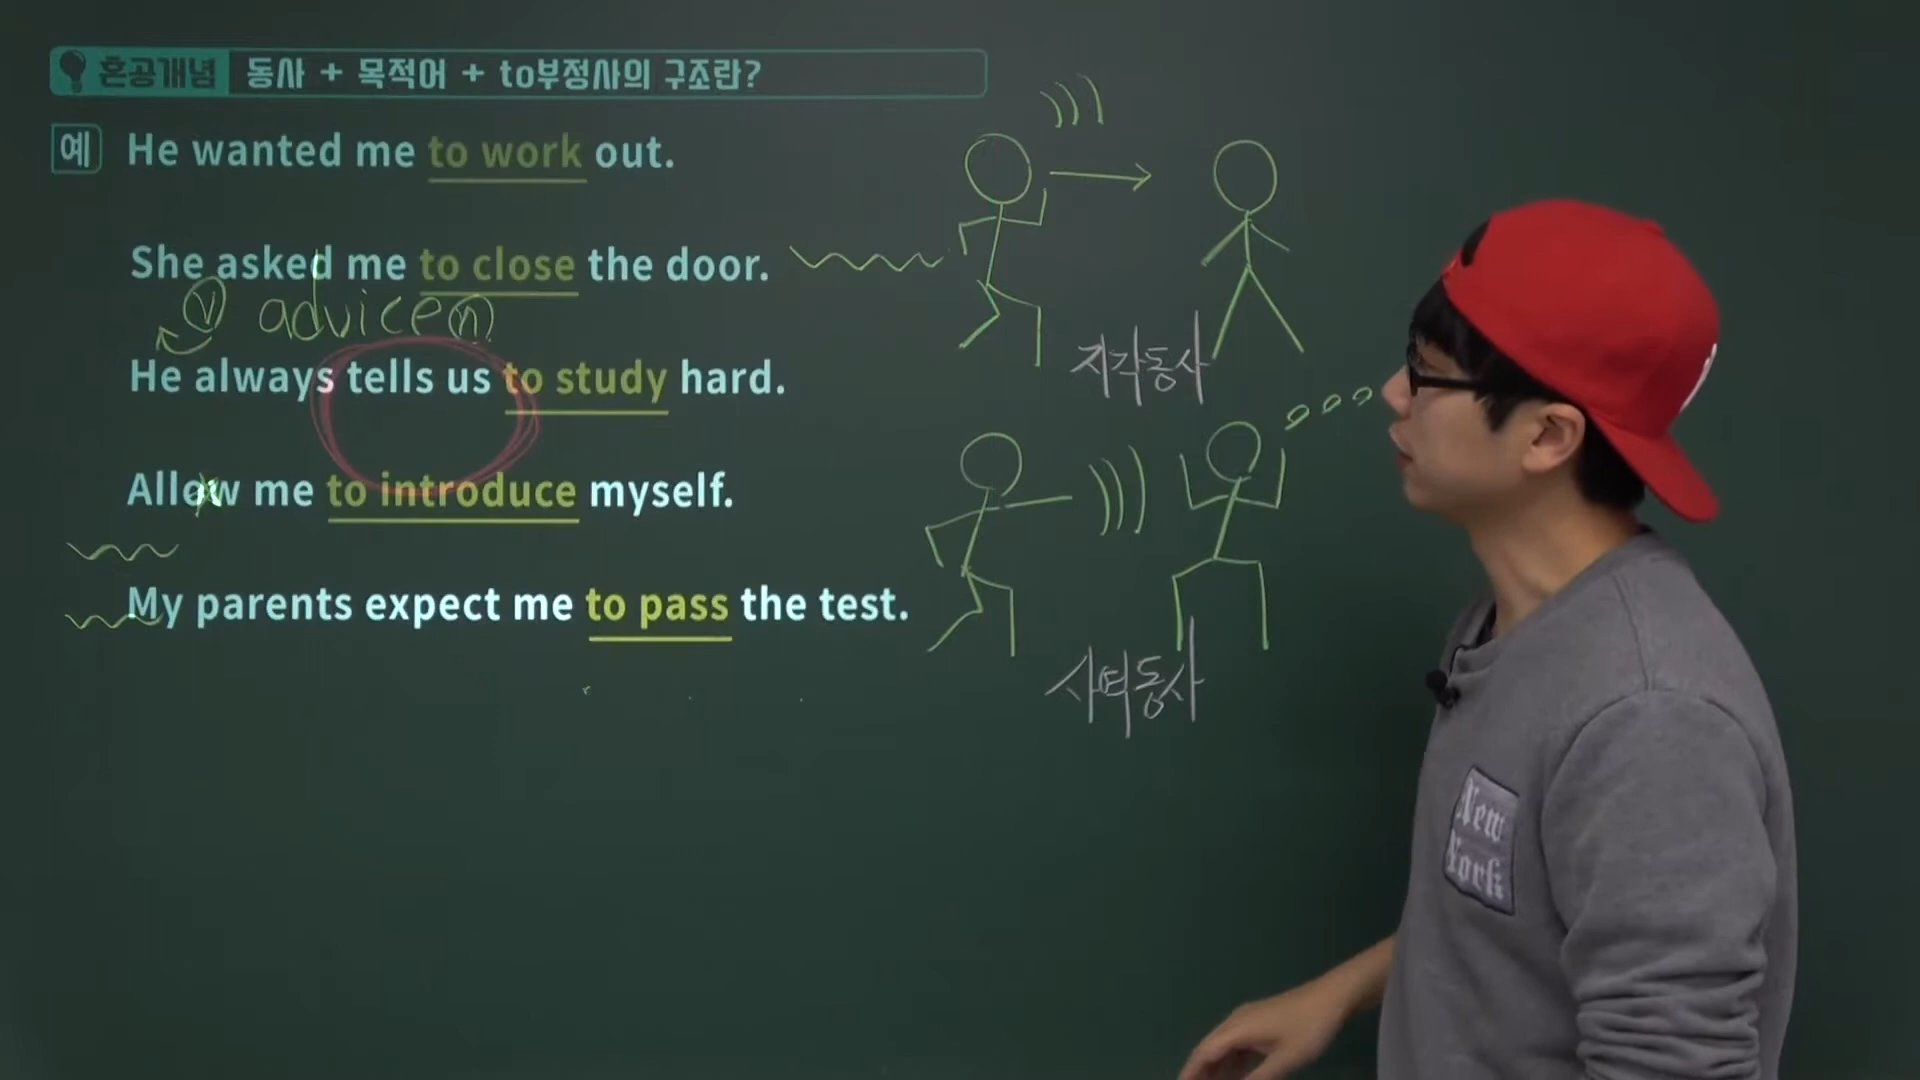 혼공개념 동사 + 목적어 + to부정사의 구조란?
예 He wanted me to work out.
She asked me to close the door.
v advice n
He always tells us to study hard.
Allow me to introduce myself.
My parents expect me to pass the test.
지각동사
사역동사
New
York